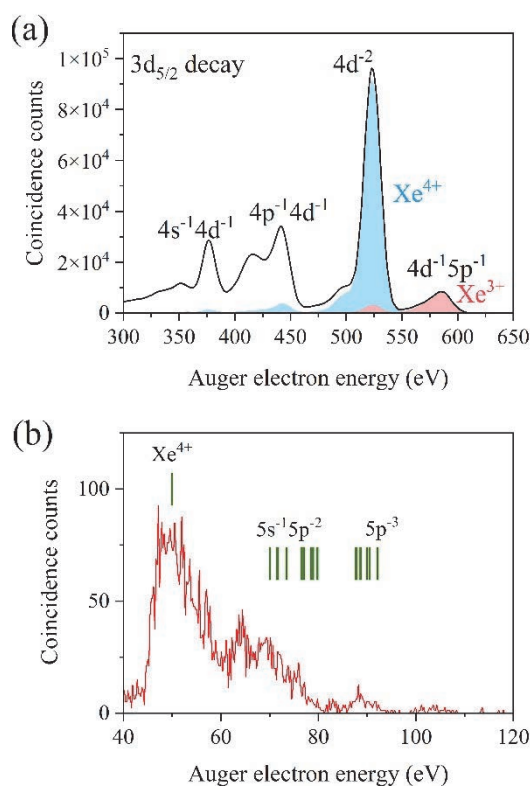 (a)
3d5/2 decay
4d-2
Xe4+
4s-14d-1
4p-14d-1
4d-15p-1
Xe3+
Coincidence counts
1×10⁵
8×10⁴
6×10⁴
4×10⁴
2×10⁴
0
300 350 400 450 500 550 600 650
Auger electron energy (eV)
(b)
Xe4+
5s-15p-2
5p-3
Coincidence counts
100
50
0
40 60 80 100 120
Auger electron energy (eV)